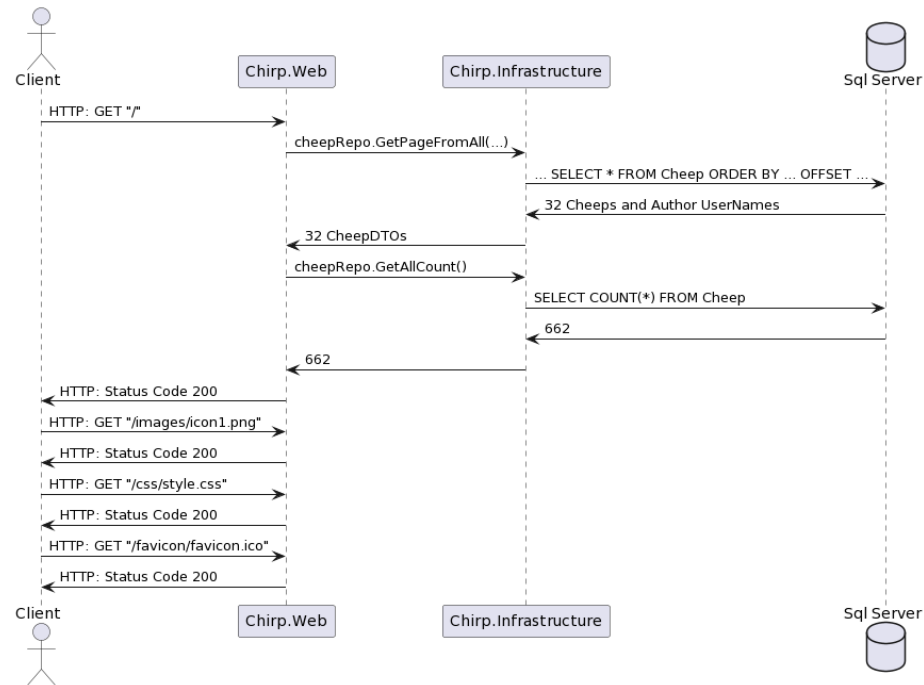 Client
Chirp.Web
Chirp.Infrastructure
Sql Server
HTTP: GET "/"
cheepRepo.GetPageFromAll(...)
... SELECT * FROM Cheep ORDER BY ... OFFSET ...
32 Cheeps and Author UserNames
32 CheepDTOs
cheepRepo.GetAllCount()
SELECT COUNT(*) FROM Cheep
662
662
HTTP: Status Code 200
HTTP: GET "/images/icon1.png"
HTTP: Status Code 200
HTTP: GET "/css/style.css"
HTTP: Status Code 200
HTTP: GET "/favicon/favicon.ico"
HTTP: Status Code 200
Client
Chirp.Web
Chirp.Infrastructure
Sql Server